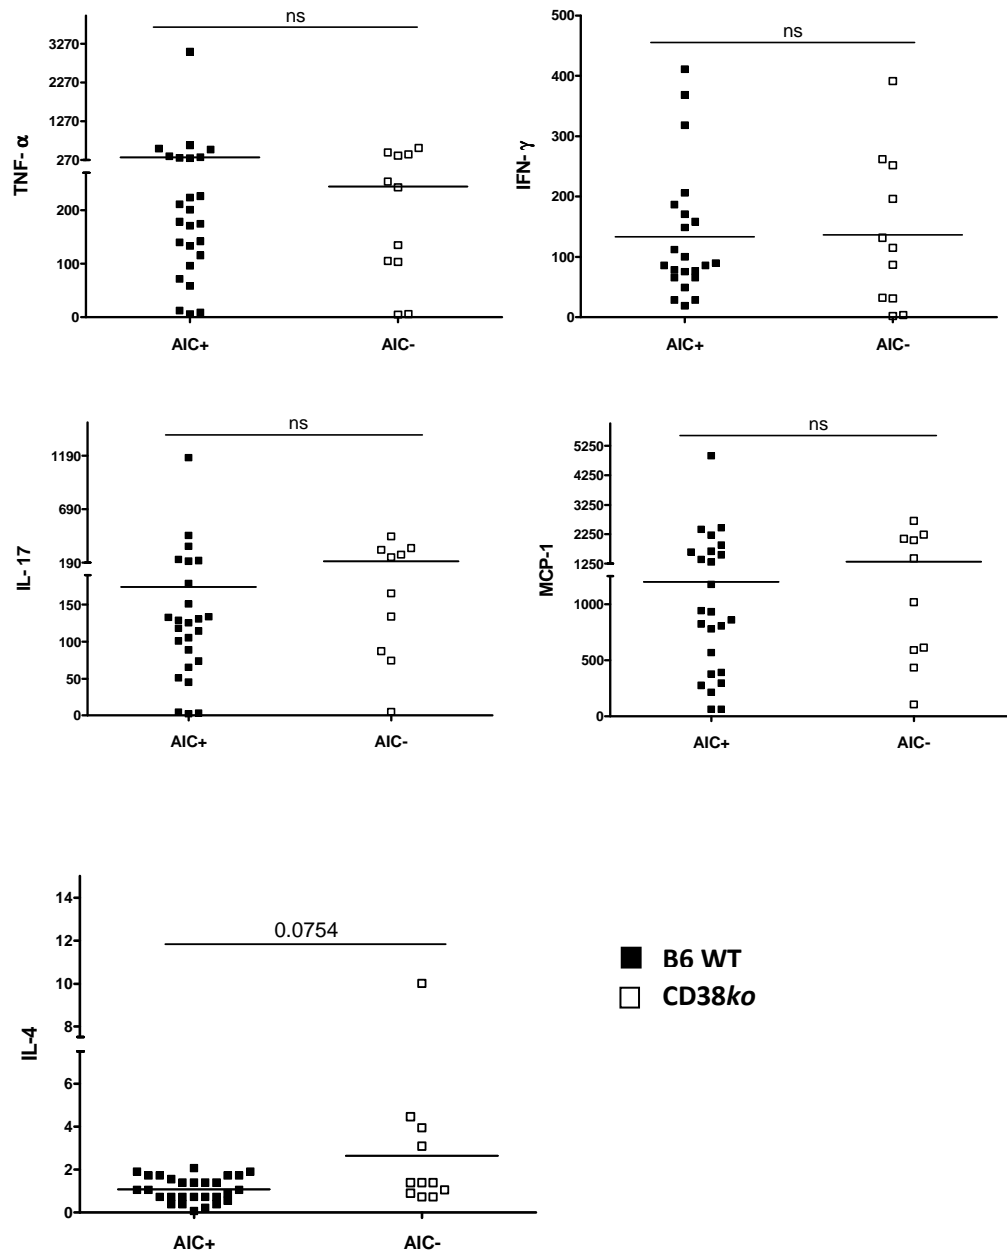 ns
TNF- α
3270
2270
1270
270
200
100
0
AIC+
AIC-
ns
IFN- γ
500
400
300
200
100
0
AIC+
AIC-
ns
IL- 17
1190
690
190
150
100
50
0
AIC+
AIC-
ns
MCP-1
5250
4250
3250
2250
1250
1000
500
0
AIC+
AIC-
0.0754
IL-4
14
12
10
8
6
4
2
0
AIC+
AIC-
B6 WT
CD38ko